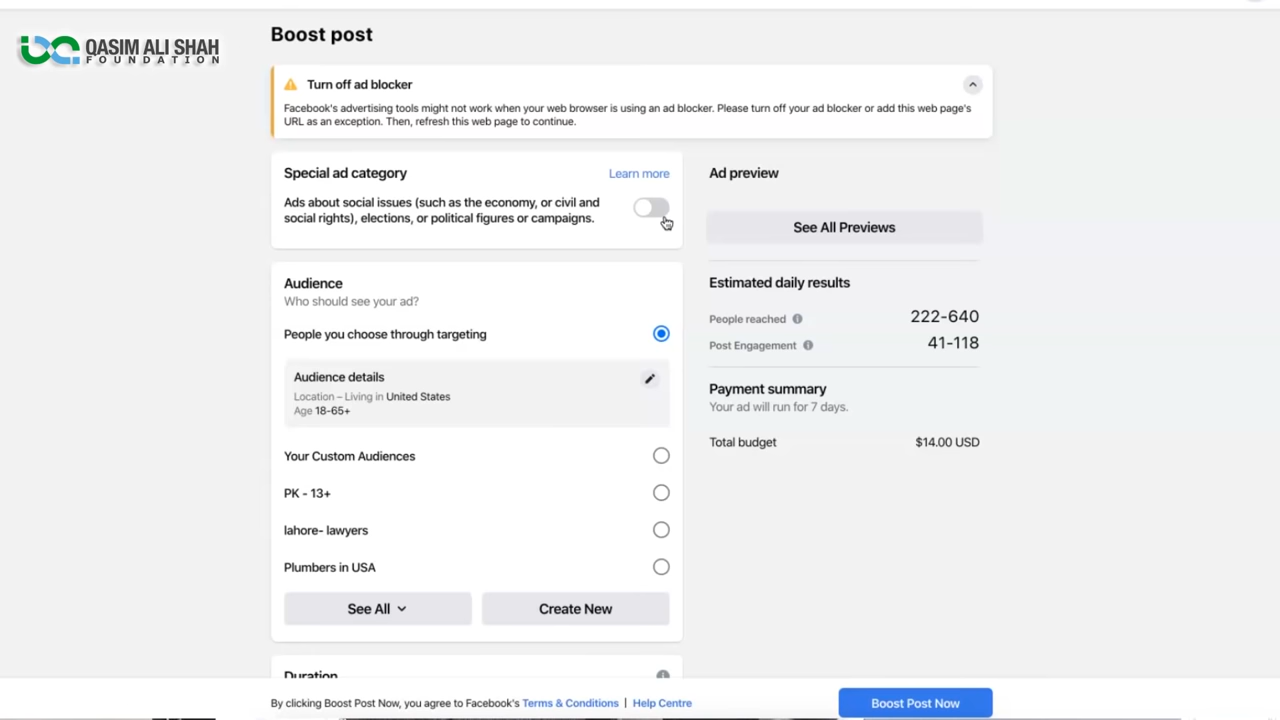 Boost post
QASIM ALI SHAH
FOUNDATION
Turn off ad blocker
Facebook's advertising tools might not work when your web browser is using an ad blocker. Please turn off your ad blocker or add this web page's
URL as an exception. Then, refresh this web page to continue.
Special ad category
Learn more
Ads about social issues (such as the economy, or civil and
social rights), elections, or political figures or campaigns.
Audience
Who should see your ad?
People you choose through targeting
Audience details
Location – Living in United States
Age 18-65+
Your Custom Audiences
PK - 13+
lahore- lawyers
Plumbers in USA
See All
Create New
Duration
Ad preview
See All Previews
Estimated daily results
People reached 222-640
Post Engagement 41-118
Payment summary
Your ad will run for 7 days.
Total budget $14.00 USD
By clicking Boost Post Now, you agree to Facebook's Terms & Conditions | Help Centre
Boost Post Now